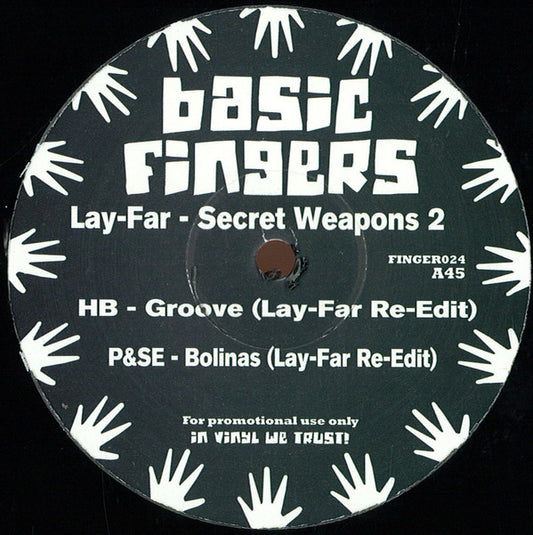 basic
fingers
Lay-Far - Secret Weapons 2
FINGER024
A45
HB - Groove (Lay-Far Re-Edit)
P&SE - Bolinas (Lay-Far Re-Edit)
For promotional use only
in vinyl we trust!